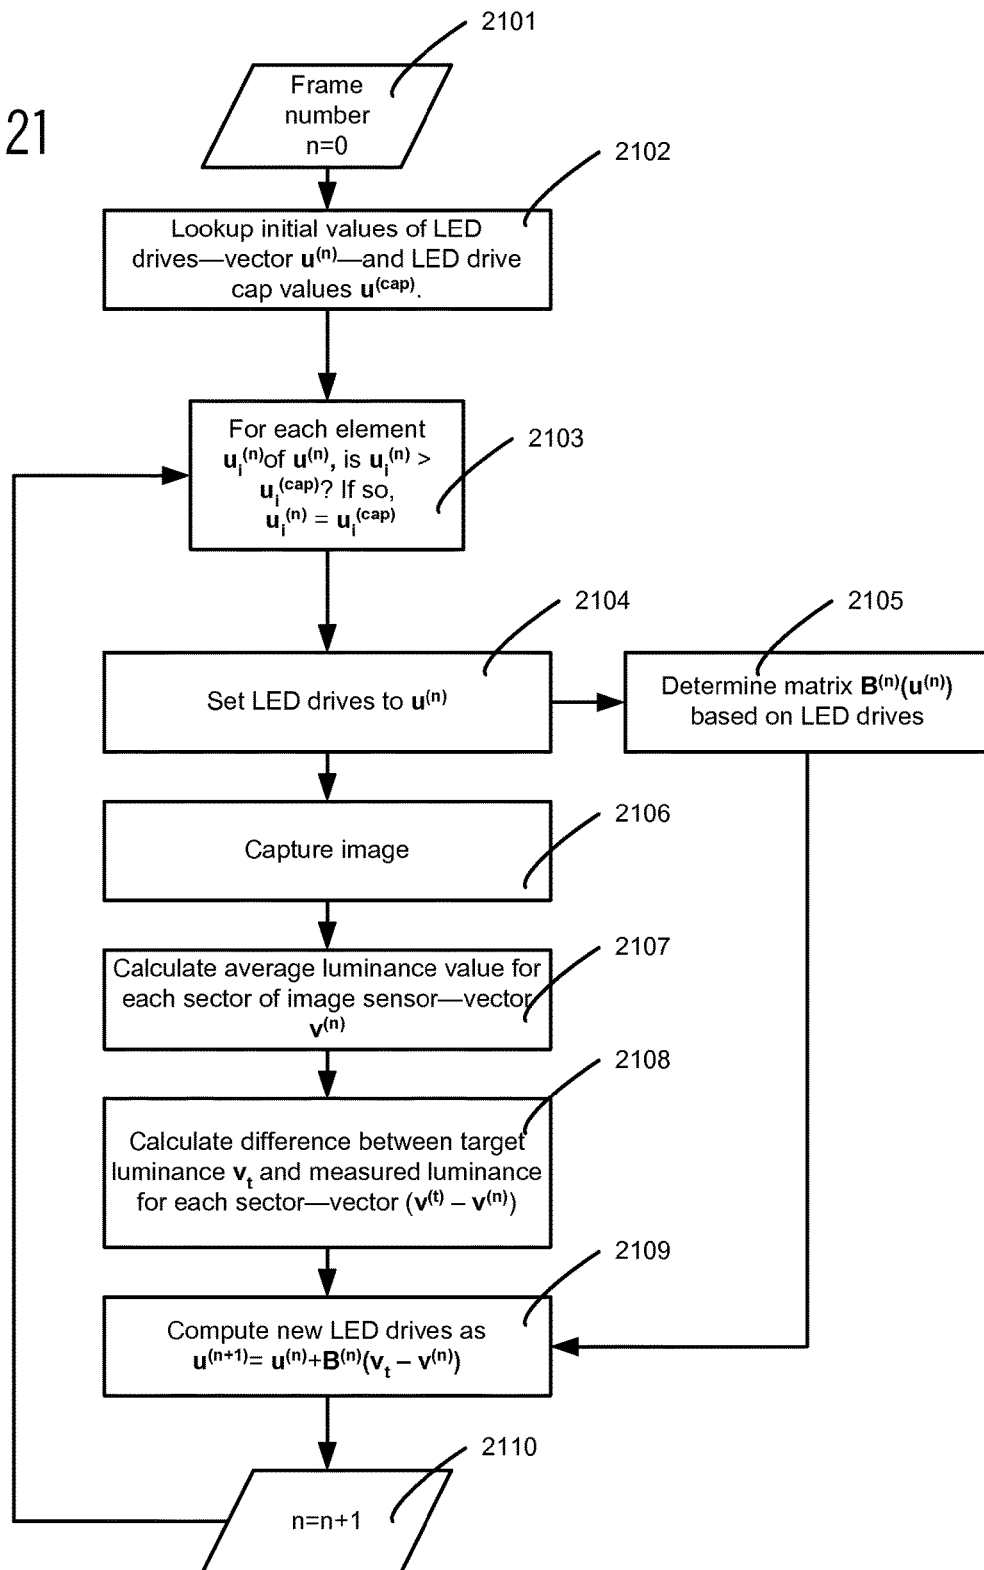 2101
Frame
number
n=0
21
2102
Lookup initial values of LED
drives—vector u⁽ⁿ⁾—and LED drive
cap values u⁽ᶜᵃᵖ⁾.
For each element
uᵢ⁽ⁿ⁾of u⁽ⁿ⁾, is uᵢ⁽ⁿ⁾ >
uᵢ⁽ᶜᵃᵖ⁾? If so,
uᵢ⁽ⁿ⁾ = uᵢ⁽ᶜᵃᵖ⁾
2103
2104
2105
Set LED drives to u⁽ⁿ⁾
Determine matrix B⁽ⁿ⁾(u⁽ⁿ⁾)
based on LED drives
2106
Capture image
2107
Calculate average luminance value for
each sector of image sensor—vector
v⁽ⁿ⁾
2108
Calculate difference between target
luminance vₜ and measured luminance
for each sector—vector (v⁽ᵗ⁾ – v⁽ⁿ⁾)
2109
Compute new LED drives as
u⁽ⁿ⁺¹⁾= u⁽ⁿ⁾+B⁽ⁿ⁾(vₜ – v⁽ⁿ⁾)
2110
n=n+1